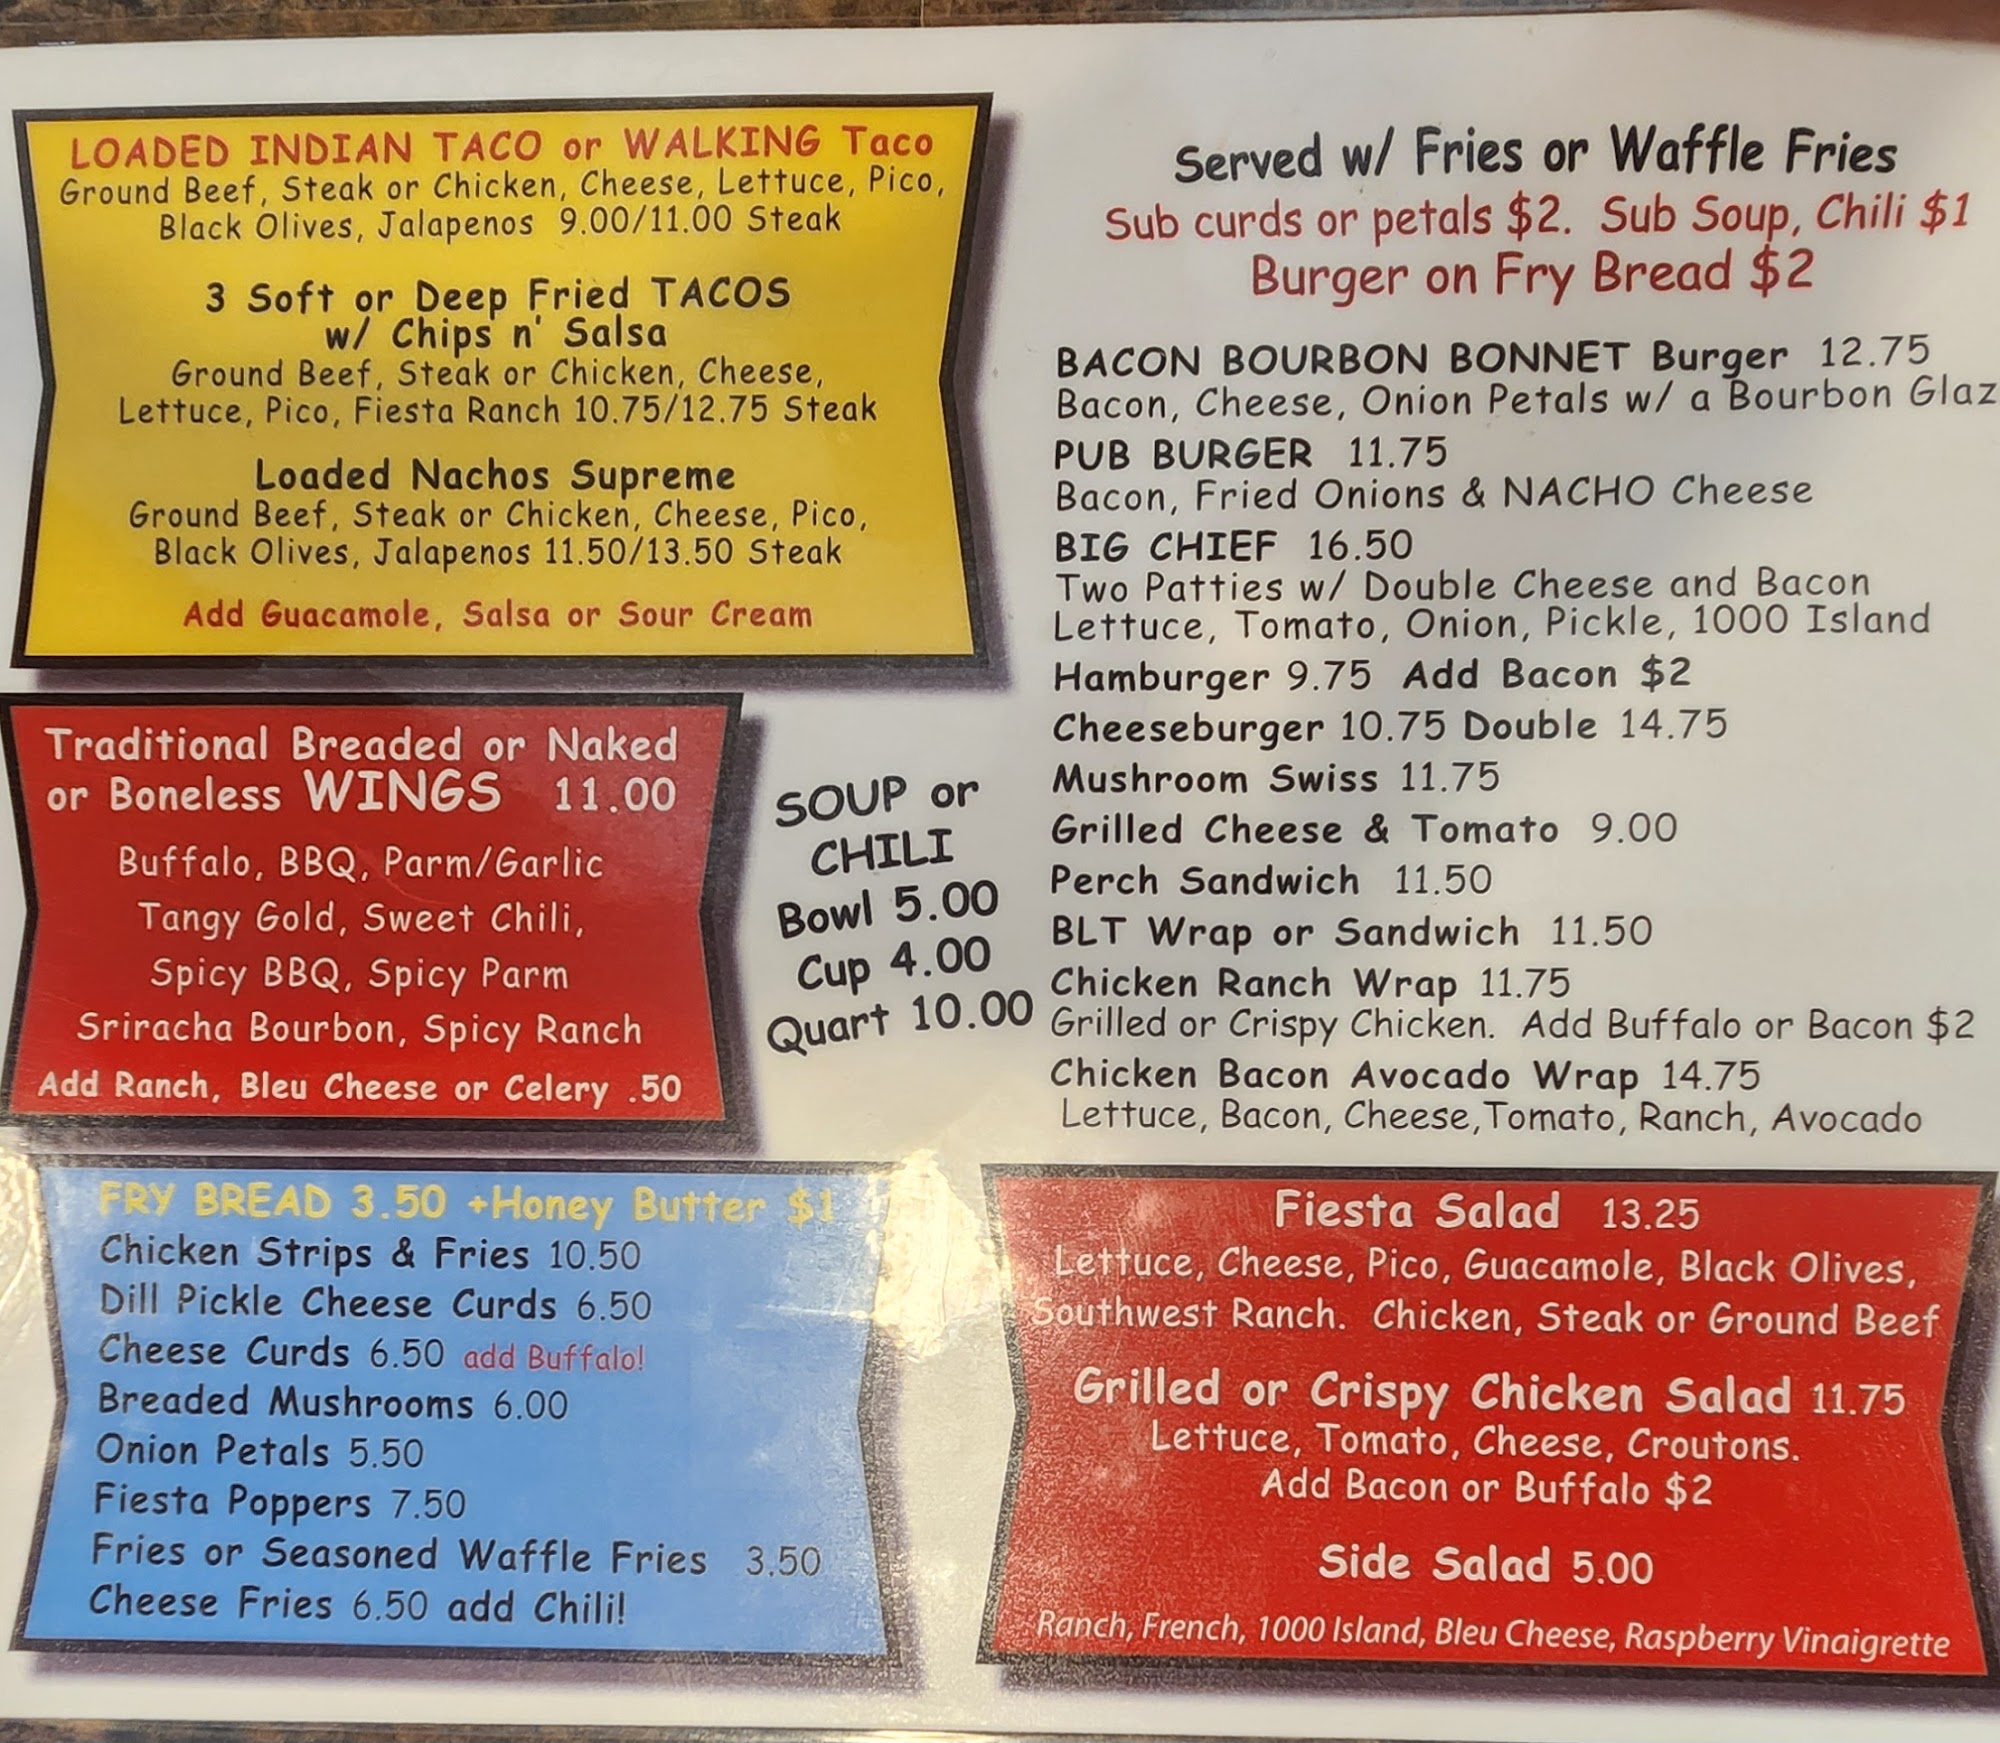 LOADED INDIAN TACO or WALKING Taco
Ground Beef, Steak or Chicken, Cheese, Lettuce, Pico,
Black Olives, Jalapenos 9.00/11.00 Steak
3 Soft or Deep Fried TACOS
w/ Chips n' Salsa
Ground Beef, Steak or Chicken, Cheese,
Lettuce, Pico, Fiesta Ranch 10.75/12.75 Steak
Loaded Nachos Supreme
Ground Beef, Steak or Chicken, Cheese, Pico,
Black Olives, Jalapenos 11.50/13.50 Steak
Add Guacamole, Salsa or Sour Cream
Traditional Breaded or Naked
or Boneless WINGS 11.00
Buffalo, BBQ, Parm/Garlic
Tangy Gold, Sweet Chili,
Spicy BBQ, Spicy Parm
Sriracha Bourbon, Spicy Ranch
Add Ranch, Bleu Cheese or Celery .50
SOUP or
CHILI
Bowl 5.00
Cup 4.00
Quart 10.00
FRY BREAD 3.50 +Honey Butter $1
Chicken Strips & Fries 10.50
Dill Pickle Cheese Curds 6.50
Cheese Curds 6.50 add Buffalo!
Breaded Mushrooms 6.00
Onion Petals 5.50
Fiesta Poppers 7.50
Fries or Seasoned Waffle Fries 3.50
Cheese Fries 6.50 add Chili!
Served w/ Fries or Waffle Fries
Sub curds or petals $2. Sub Soup, Chili $1
Burger on Fry Bread $2
BACON BOURBON BONNET Burger 12.75
Bacon, Cheese, Onion Petals w/ a Bourbon Glaz
PUB BURGER 11.75
Bacon, Fried Onions & NACHO Cheese
BIG CHIEF 16.50
Two Patties w/ Double Cheese and Bacon
Lettuce, Tomato, Onion, Pickle, 1000 Island
Hamburger 9.75 Add Bacon $2
Cheeseburger 10.75 Double 14.75
Mushroom Swiss 11.75
Grilled Cheese & Tomato 9.00
Perch Sandwich 11.50
BLT Wrap or Sandwich 11.50
Chicken Ranch Wrap 11.75
Grilled or Crispy Chicken. Add Buffalo or Bacon $2
Chicken Bacon Avocado Wrap 14.75
Lettuce, Bacon, Cheese,Tomato, Ranch, Avocado
Fiesta Salad 13.25
Lettuce, Cheese, Pico, Guacamole, Black Olives,
Southwest Ranch. Chicken, Steak or Ground Beef
Grilled or Crispy Chicken Salad 11.75
Lettuce, Tomato, Cheese, Croutons.
Add Bacon or Buffalo $2
Side Salad 5.00
Ranch, French, 1000 Island, Bleu Cheese, Raspberry Vinaigrette